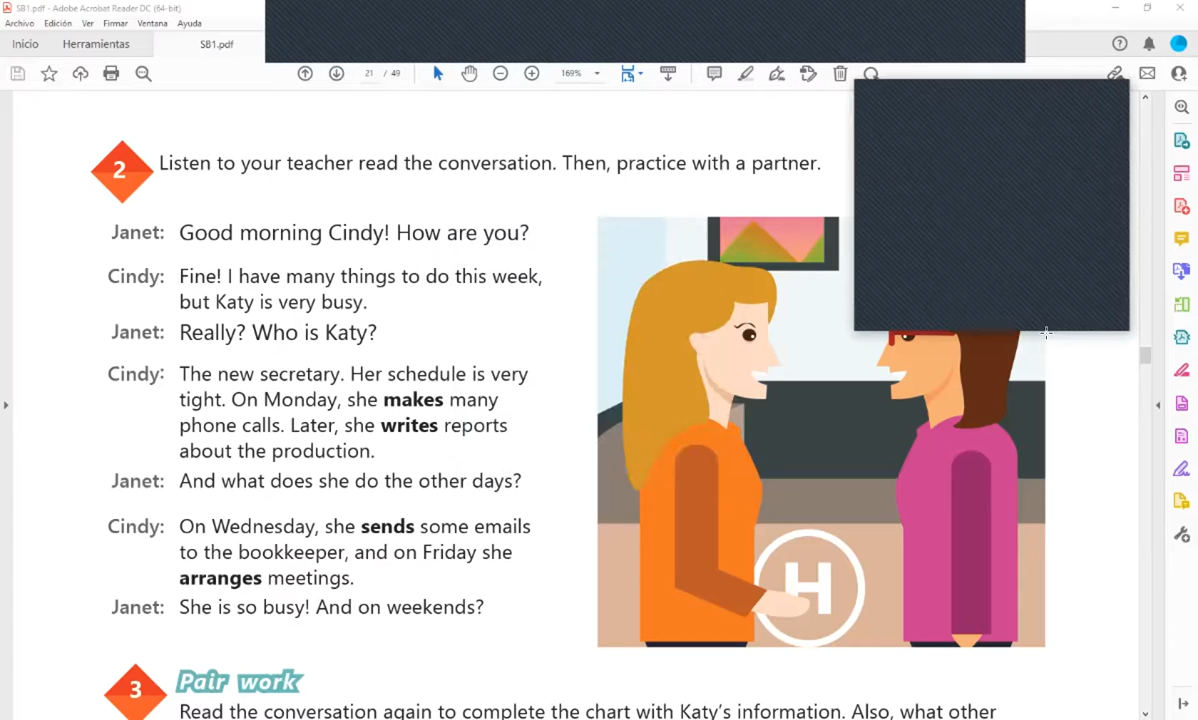 SB1.pdf - Adobe Acrobat Reader DC (64-bit)
Archivo Edición Ver Firmar Ventana Ayuda
Inicio Herramientas SB1.pdf
21 / 49 169%
2 Listen to your teacher read the conversation. Then, practice with a partner.
Janet: Good morning Cindy! How are you?
Cindy: Fine! I have many things to do this week,
but Katy is very busy.
Janet: Really? Who is Katy?
Cindy: The new secretary. Her schedule is very
tight. On Monday, she makes many
phone calls. Later, she writes reports
about the production.
Janet: And what does she do the other days?
Cindy: On Wednesday, she sends some emails
to the bookkeeper, and on Friday she
arranges meetings.
Janet: She is so busy! And on weekends?
H
3 Pair work
Read the conversation again to complete the chart with Katy's information. Also, what other